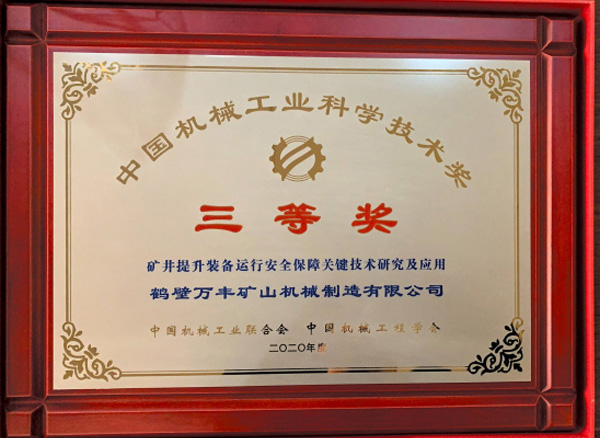 中国机械工业科学技术奖
三等奖
矿井提升装备运行安全保障关键技术研究及应用
鹤壁万丰矿山机械制造有限公司
中国机械工业联合会 中国机械工程学会
二〇二〇年度